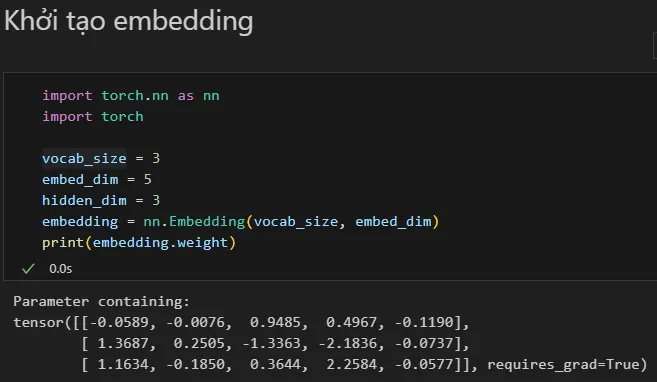 Khởi tạo embedding
import torch.nn as nn
import torch
vocab_size = 3
embed_dim = 5
hidden_dim = 3
embedding = nn.Embedding(vocab_size, embed_dim)
print(embedding.weight)
0.0s
Parameter containing:
tensor([[-0.0589, -0.0076,  0.9485,  0.4967, -0.1190],
        [ 1.3687,  0.2505, -1.3363, -2.1836, -0.0737],
        [ 1.1634, -0.1850,  0.3644,  2.2584, -0.0577]], requires_grad=True)